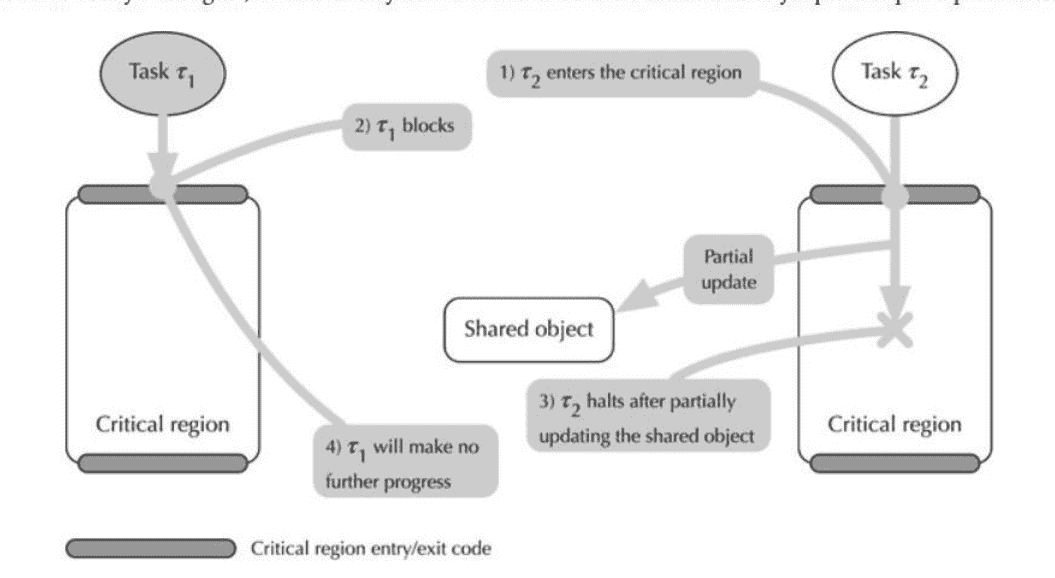 Task τ1
1) τ2 enters the critical region
Task τ2
2) τ1 blocks
Partial
update
Shared object
3) τ2 halts after partially
updating the shared object
Critical region
Critical region
4) τ1 will make no
further progress
Critical region entry/exit code